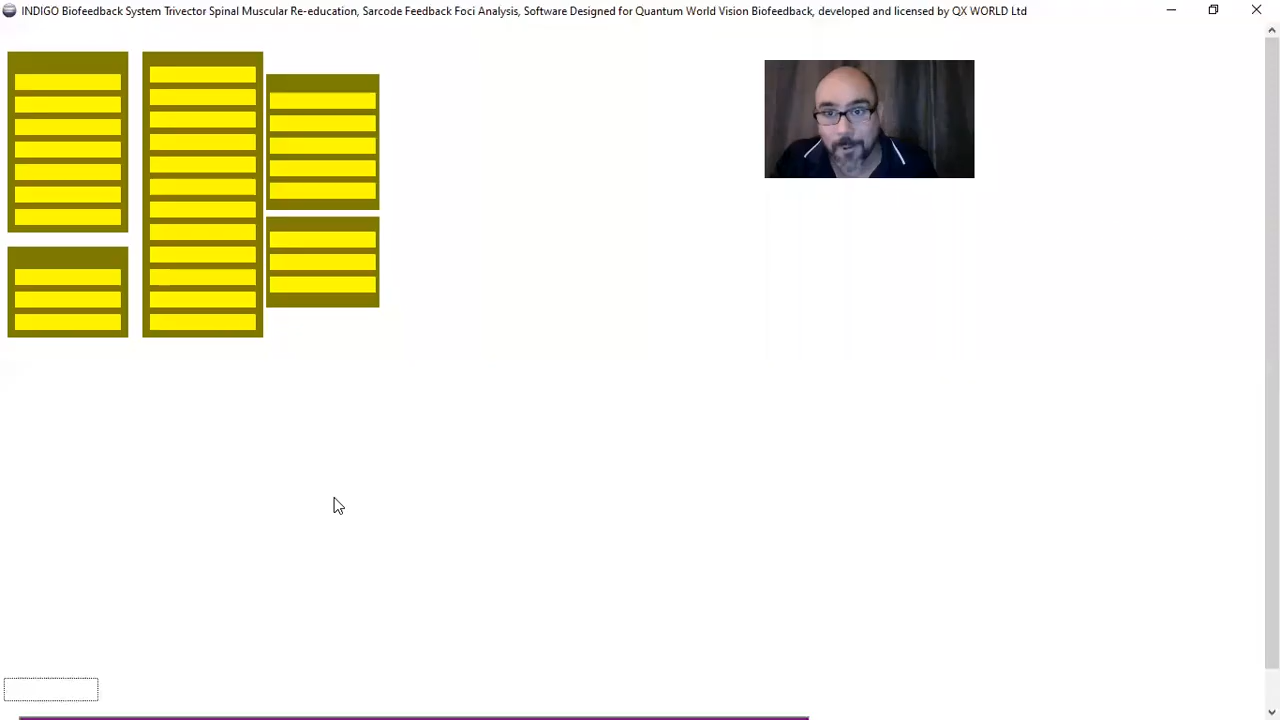 INDIGO Biofeedback System Trivector Spinal Muscular Re-education, Sarcode Feedback Foci Analysis, Software Designed for Quantum World Vision Biofeedback, developed and licensed by QX WORLD Ltd